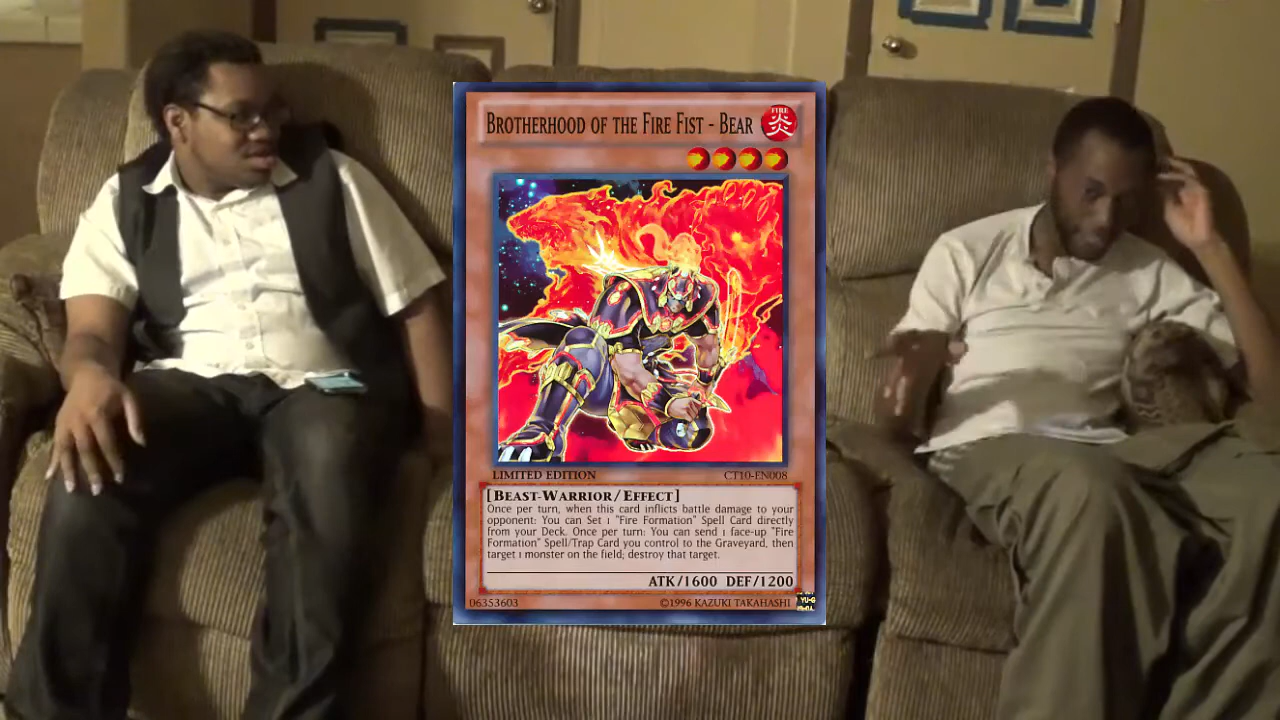 BROTHERHOOD OF THE FIRE FIST - BEAR
FIRE
炎
LIMITED EDITION
CT10-EN008
[BEAST-WARRIOR/EFFECT]
Once per turn, when this card inflicts battle damage to your
opponent: You can Set 1 "Fire Formation" Spell Card directly
from your Deck. Once per turn: You can send 1 face-up "Fire
Formation" Spell/Trap Card you control to the Graveyard, then
target 1 monster on the field; destroy that target.
ATK/1600 DEF/1200
06353603
©1996 KAZUKI TAKAHASHI